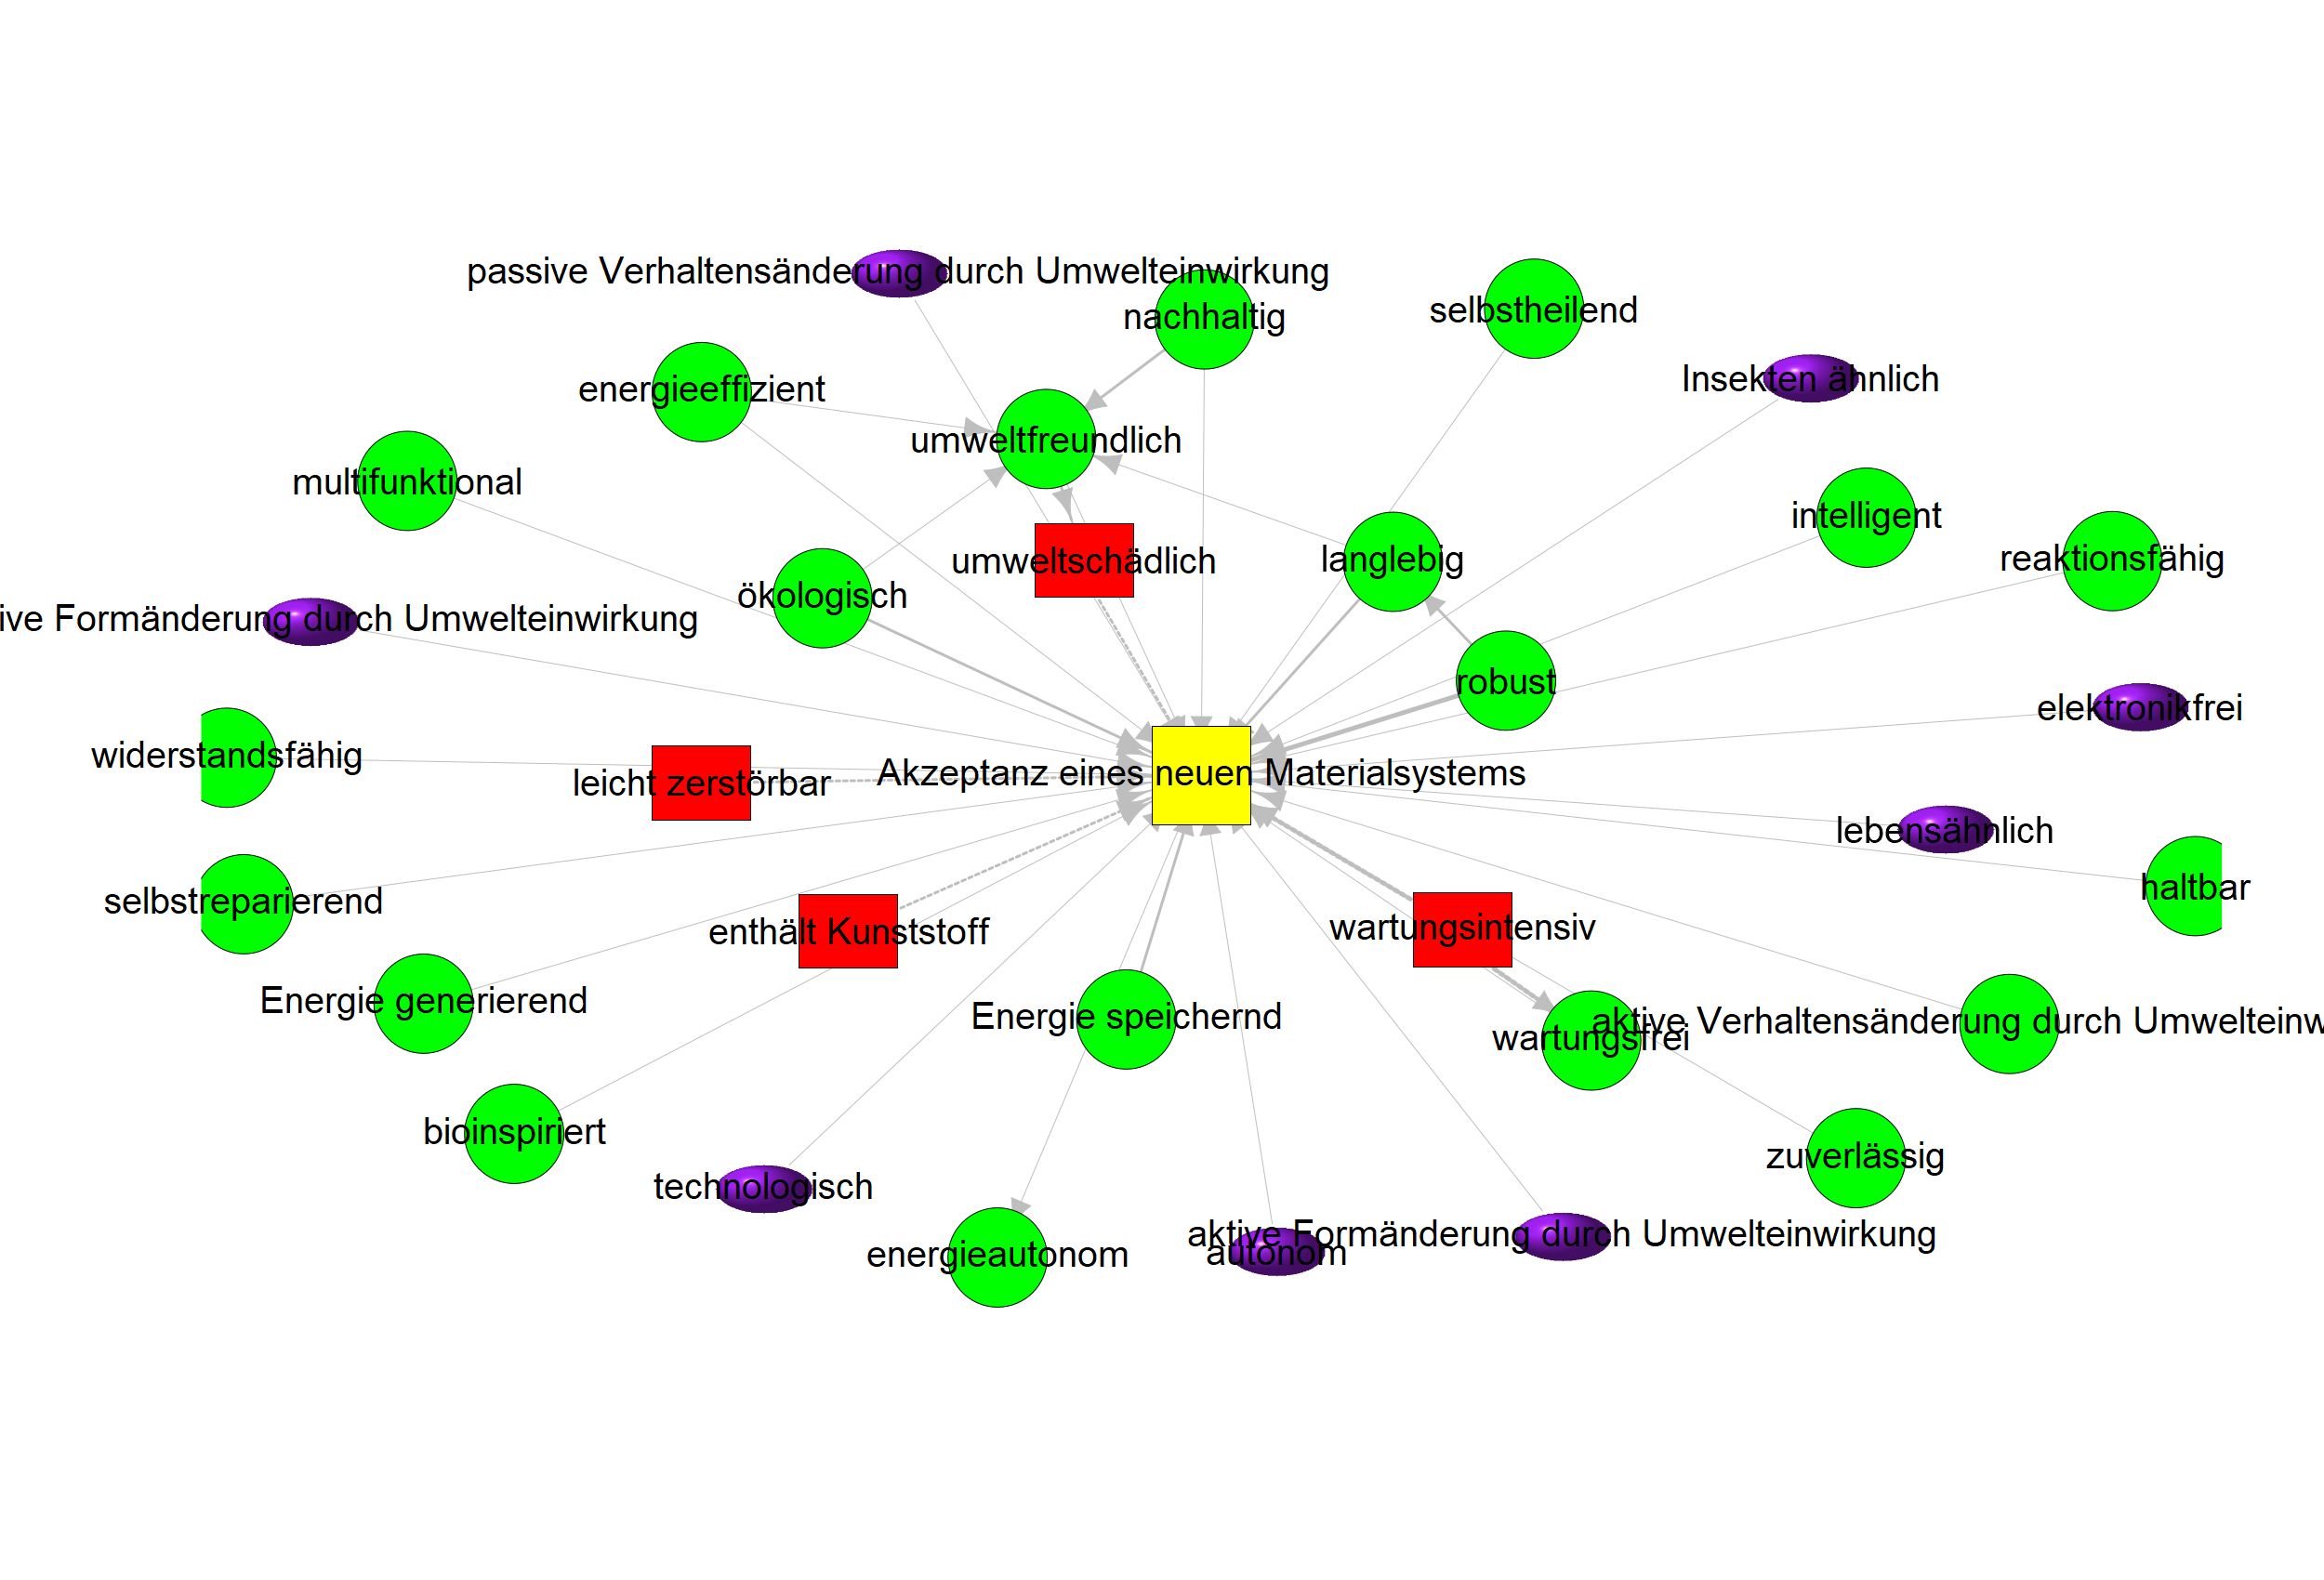 passive Verhaltensänderung durch Umwelteinwirkung
nachhaltig
selbstheilend
energieeffizient
Insekten ähnlich
umweltfreundlich
multifunktional
intelligent
umweltschädlich
langlebig
reaktionsfähig
ökologisch
ive Formänderung durch Umwelteinwirkung
robust
elektronikfrei
widerstandsfähig
leicht zerstörbar
Akzeptanz eines neuen Materialsystems
lebensähnlich
haltbar
selbstreparierend
enthält Kunststoff
wartungsintensiv
Energie generierend
Energie speichernd
aktive Verhaltensänderung durch Umwelteinw
wartungsfrei
bioinspiriert
zuverlässig
technologisch
aktive Formänderung durch Umwelteinwirkung
energieautonom
autonom